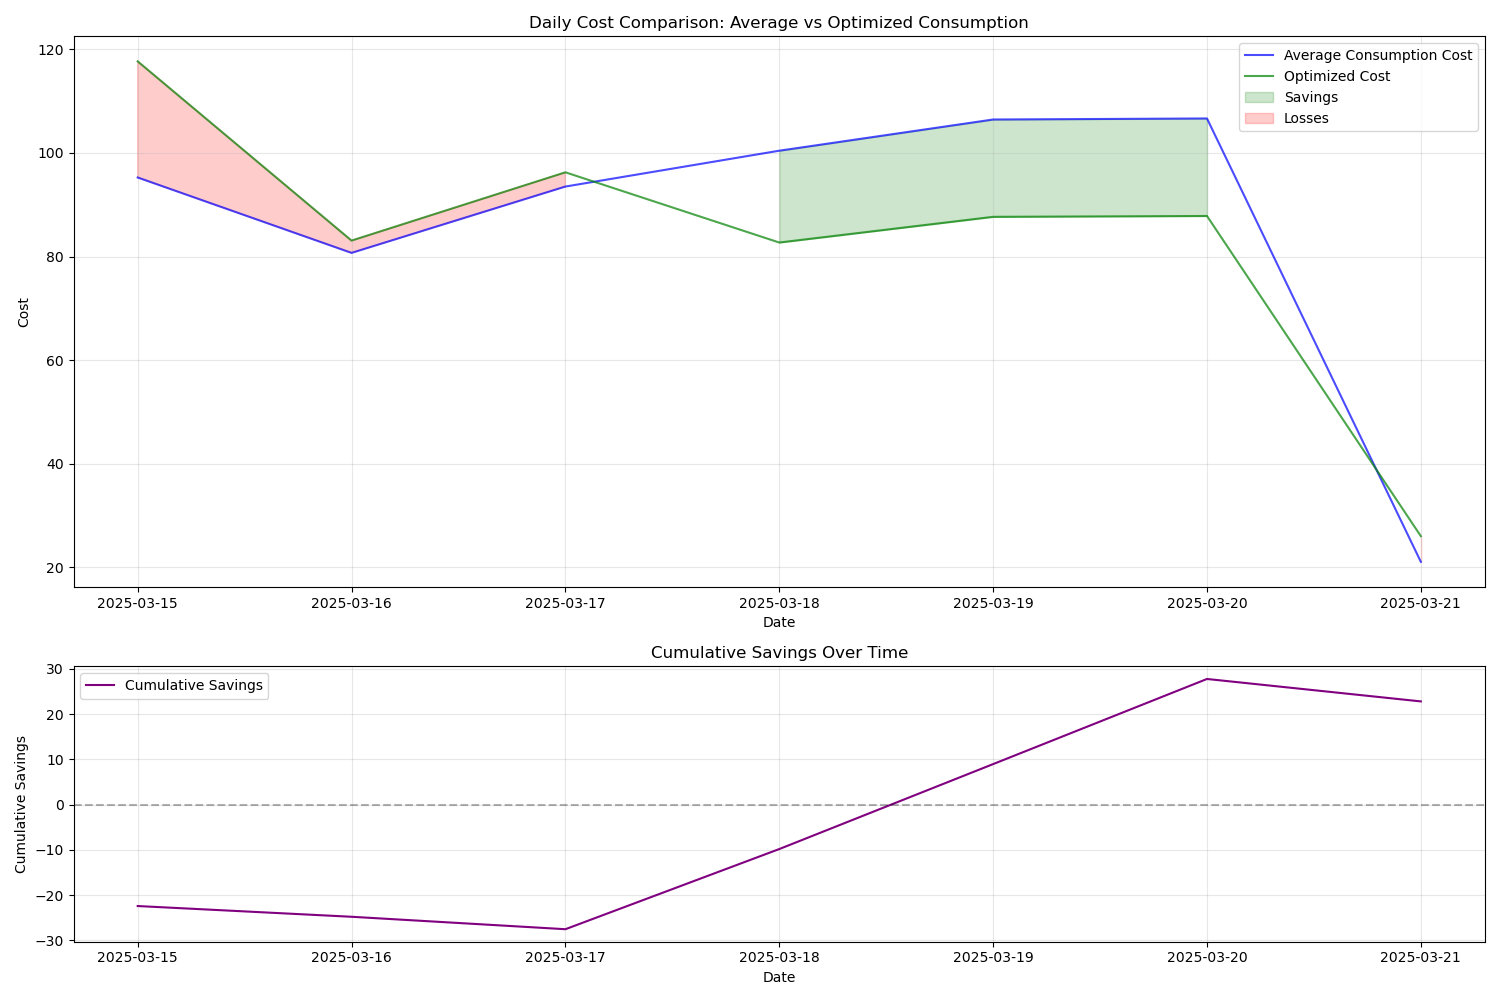 Daily Cost Comparison: Average vs Optimized Consumption
Average Consumption Cost
Optimized Cost
Savings
Losses
Cost
120
100
80
60
40
20
2025-03-15 2025-03-16 2025-03-17 2025-03-18 2025-03-19 2025-03-20 2025-03-21
Date
Cumulative Savings Over Time
Cumulative Savings
Cumulative Savings
30
20
10
0
−10
−20
−30
2025-03-15 2025-03-16 2025-03-17 2025-03-18 2025-03-19 2025-03-20 2025-03-21
Date